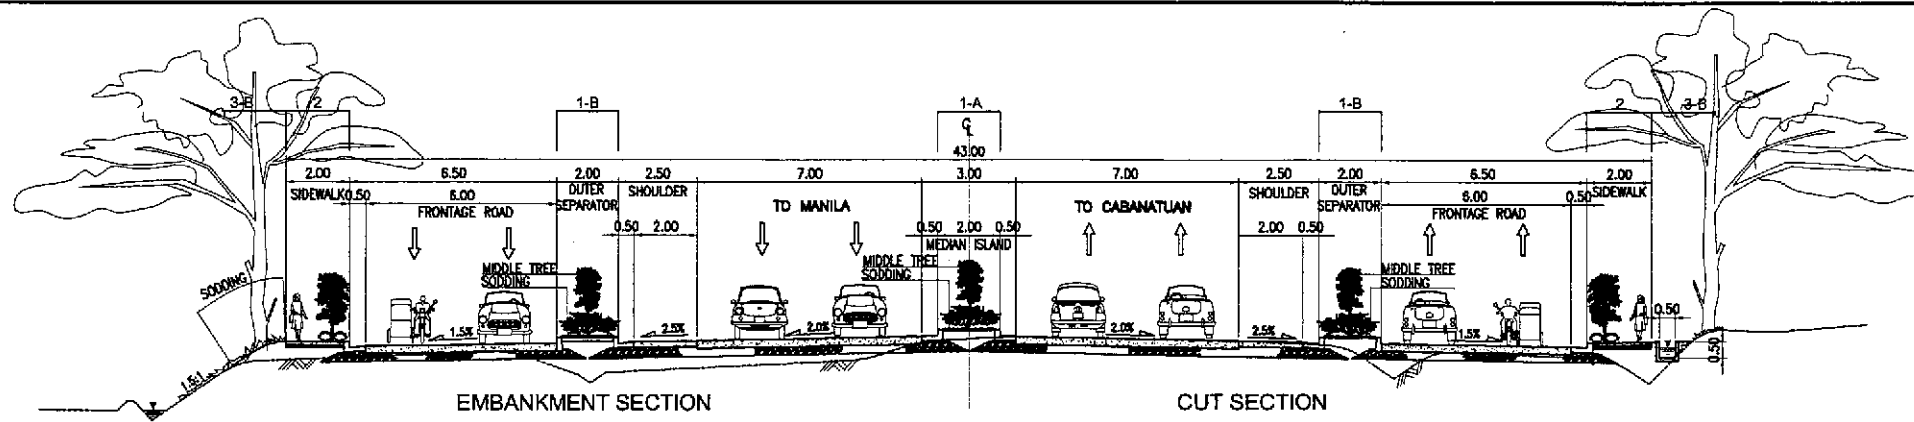 3-B 2 1-B 1-A 1-B 2 3-B
℄
43.00
2.00 6.50 2.00 2.50 7.00 3.00 7.00 2.50 2.00 6.50 2.00
SIDEWALK 0.50 6.00 OUTER SEPARATOR SHOULDER TO MANILA TO CABANATUAN SHOULDER OUTER SEPARATOR 6.00 0.50 SIDEWALK
FRONTAGE ROAD FRONTAGE ROAD
0.50 2.00 0.50 2.00 0.50 2.00 0.50
MEDIAN ISLAND
MIDDLE TREE MIDDLE TREE MIDDLE TREE
SODDING SODDING SODDING
SODDING
0.50
1.5% 2.5% 2.0% 2.0% 2.5% 1.5%
0.50
1.5:1
EMBANKMENT SECTION CUT SECTION